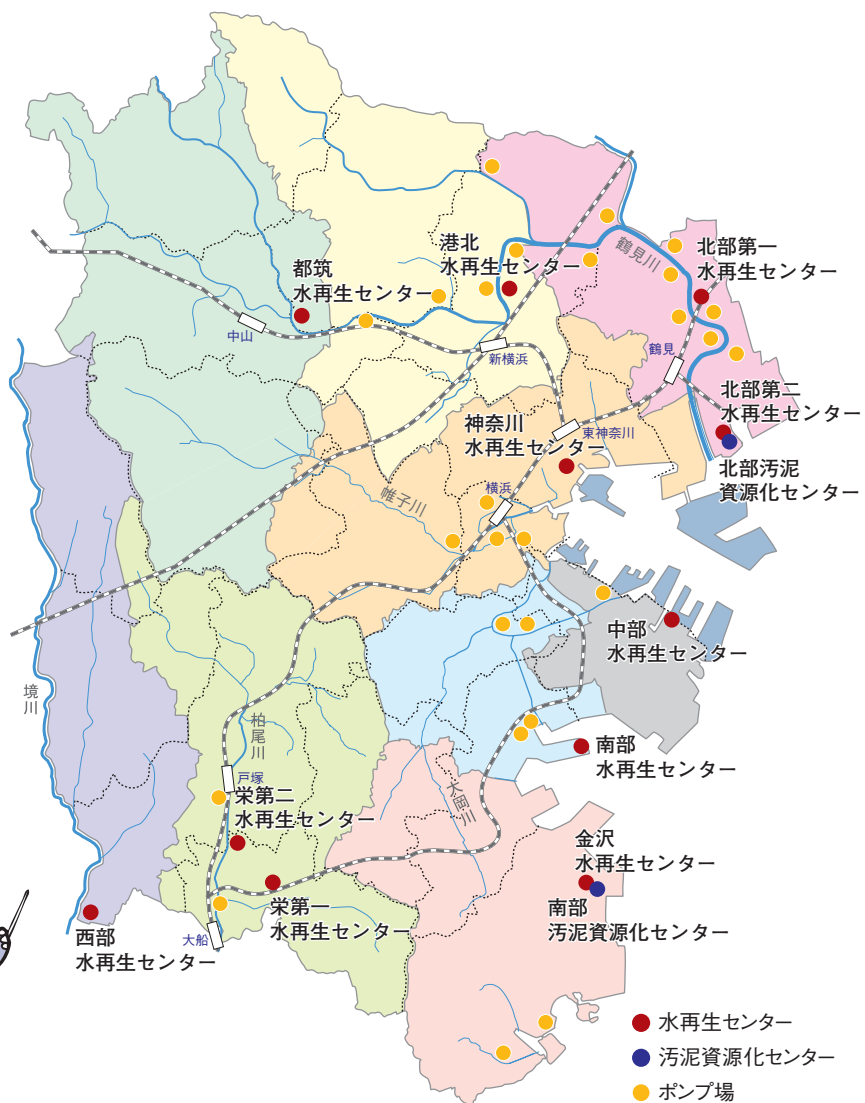 鶴見川
港北
水再生センター
北部第一
水再生センター
都筑
水再生センター
中山
新横浜
鶴見
北部第二
水再生センター
神奈川
水再生センター
東神奈川
北部汚泥
資源化センター
横浜
帷子川
中部
水再生センター
境川
柏尾川
南部
水再生センター
戸塚
栄第二
水再生センター
大岡川
金沢
水再生センター
栄第一
水再生センター
南部
汚泥資源化センター
大船
西部
水再生センター
水再生センター
汚泥資源化センター
ポンプ場